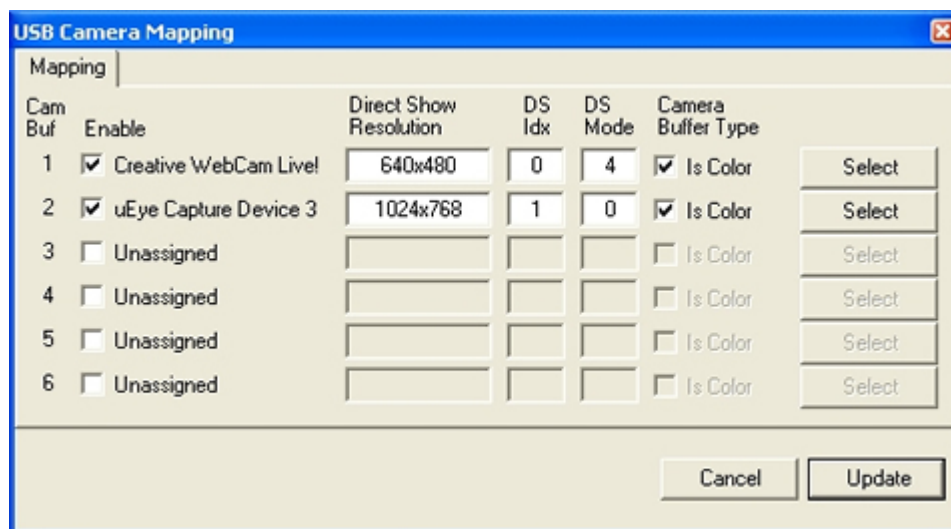 USB Camera Mapping
Mapping
Cam Buf Enable Direct Show Resolution DS Idx DS Mode Camera Buffer Type
1 Creative WebCam Live! 640x480 0 4 Is Color Select
2 uEye Capture Device 3 1024x768 1 0 Is Color Select
3 Unassigned Is Color Select
4 Unassigned Is Color Select
5 Unassigned Is Color Select
6 Unassigned Is Color Select
Cancel Update